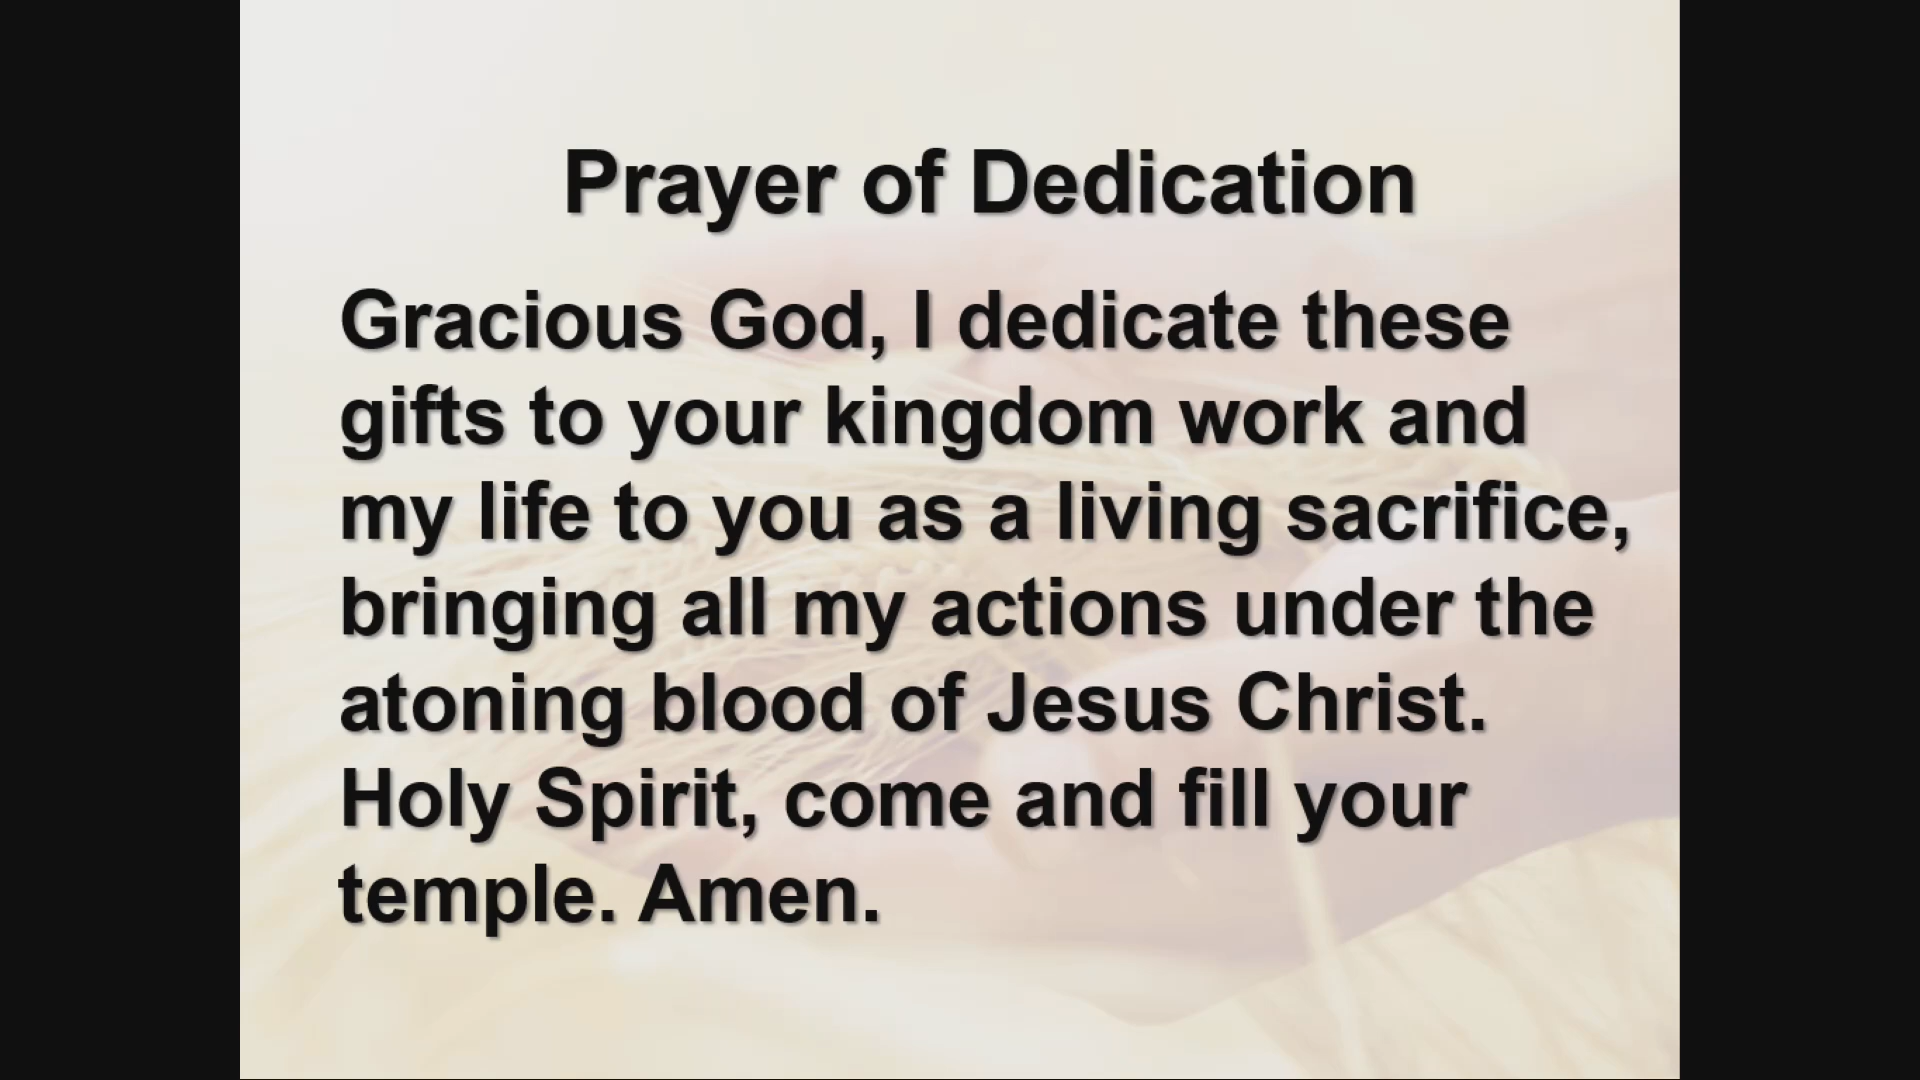 Prayer of Dedication
Gracious God, I dedicate these
gifts to your kingdom work and
my life to you as a living sacrifice,
bringing all my actions under the
atoning blood of Jesus Christ.
Holy Spirit, come and fill your
temple. Amen.